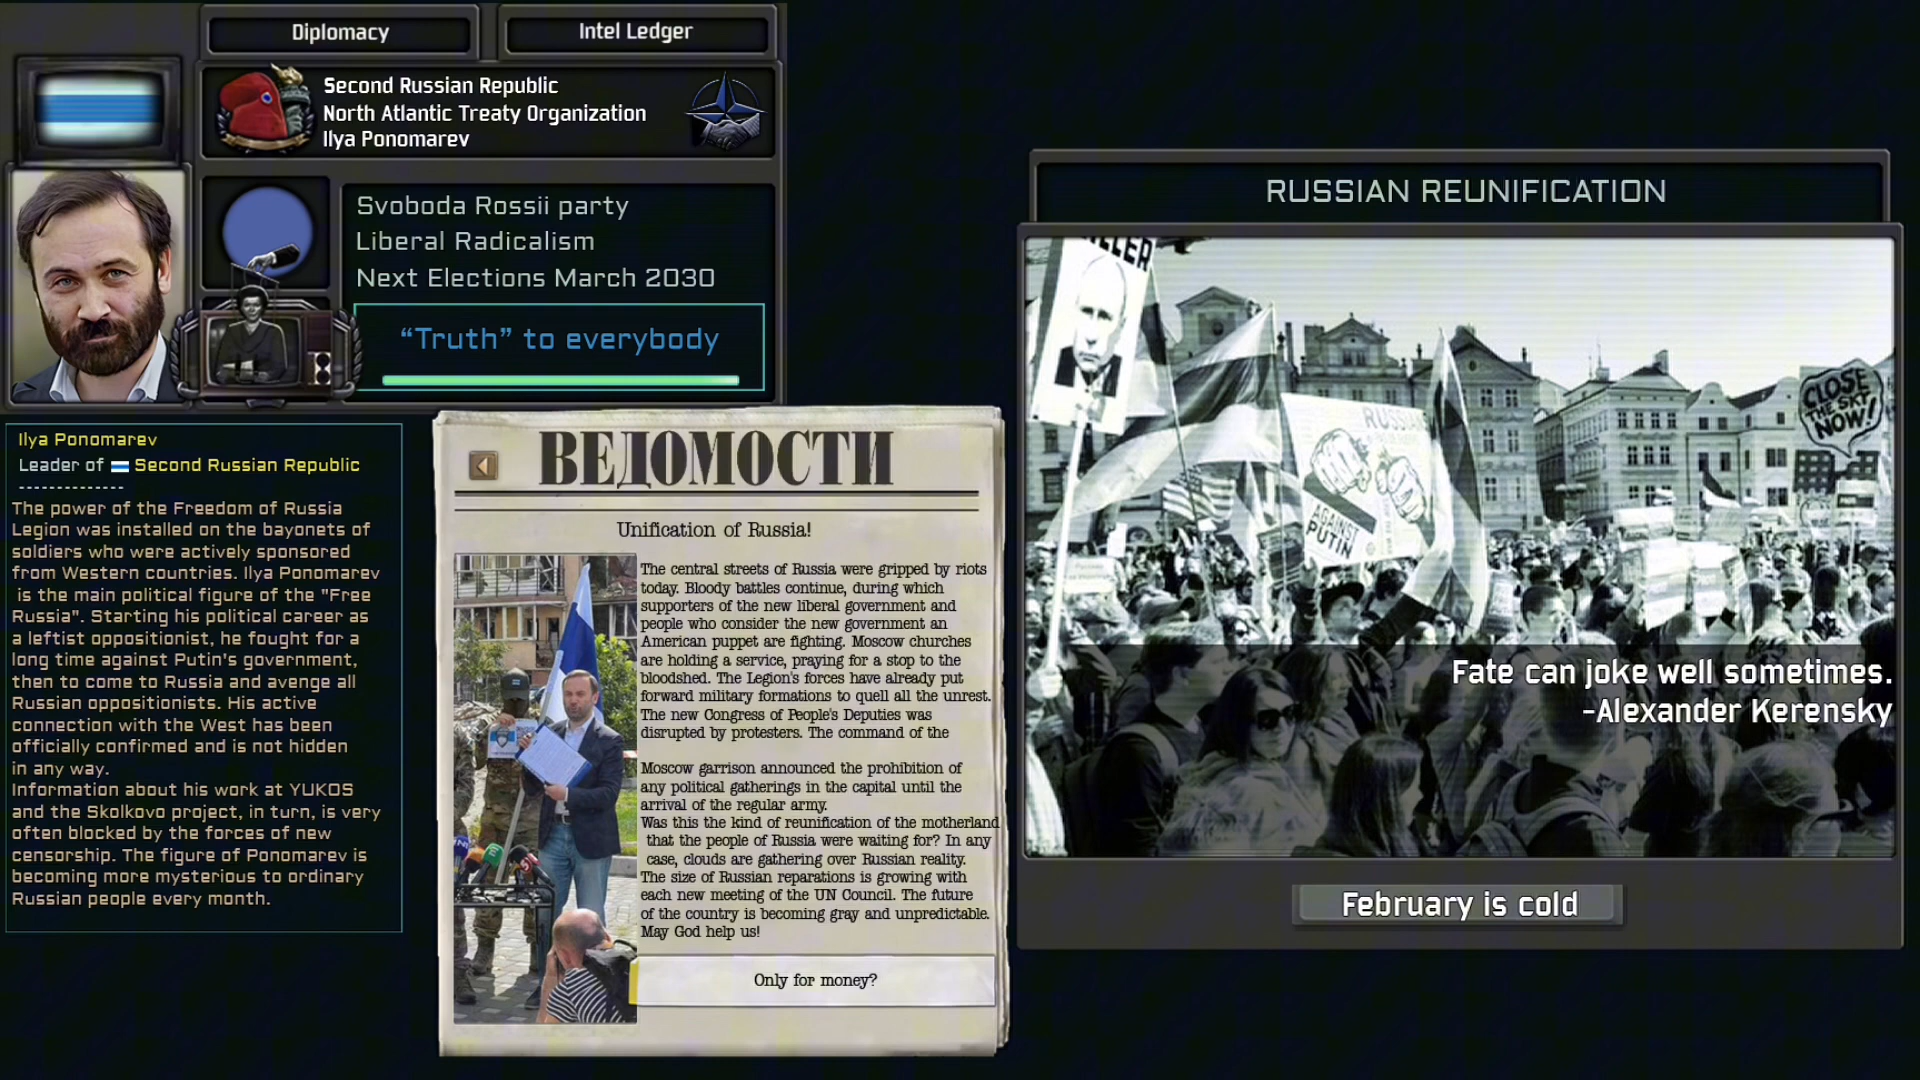 Diplomacy
Intel Ledger
Second Russian Republic
North Atlantic Treaty Organization
Ilya Ponomarev
Svoboda Rossii party
Liberal Radicalism
Next Elections March 2030
“Truth” to everybody
Ilya Ponomarev
Leader of Second Russian Republic
--------------
The power of the Freedom of Russia
Legion was installed on the bayonets of
soldiers who were actively sponsored
from Western countries. Ilya Ponomarev
is the main political figure of the "Free
Russia". Starting his political career as
a leftist oppositionist, he fought for a
long time against Putin's government,
then to come to Russia and avenge all
Russian oppositionists. His active
connection with the West has been
officially confirmed and is not hidden
in any way.
Information about his work at YUKOS
and the Skolkovo project, in turn, is very
often blocked by the forces of new
censorship. The figure of Ponomarev is
becoming more mysterious to ordinary
Russian people every month.
ВЕДОМОСТИ
Unification of Russia!
The central streets of Russia were gripped by riots
today. Bloody battles continue, during which
supporters of the new liberal government and
people who consider the new government an
American puppet are fighting. Moscow churches
are holding a service, praying for a stop to the
bloodshed. The Legion's forces have already put
forward military formations to quell all the unrest.
The new Congress of People's Deputies was
disrupted by protesters. The command of the
Moscow garrison announced the prohibition of
any political gatherings in the capital until the
arrival of the regular army.
Was this the kind of reunification of the motherland
that the people of Russia were waiting for? In any
case, clouds are gathering over Russian reality.
The size of Russian reparations is growing with
each new meeting of the UN Council. The future
of the country is becoming gray and unpredictable.
May God help us!
Only for money?
RUSSIAN REUNIFICATION
KILLER
RUSSIANS
AGAINST
PUTIN
CLOSE
THE SKY
NOW!
Fate can joke well sometimes.
-Alexander Kerensky
February is cold